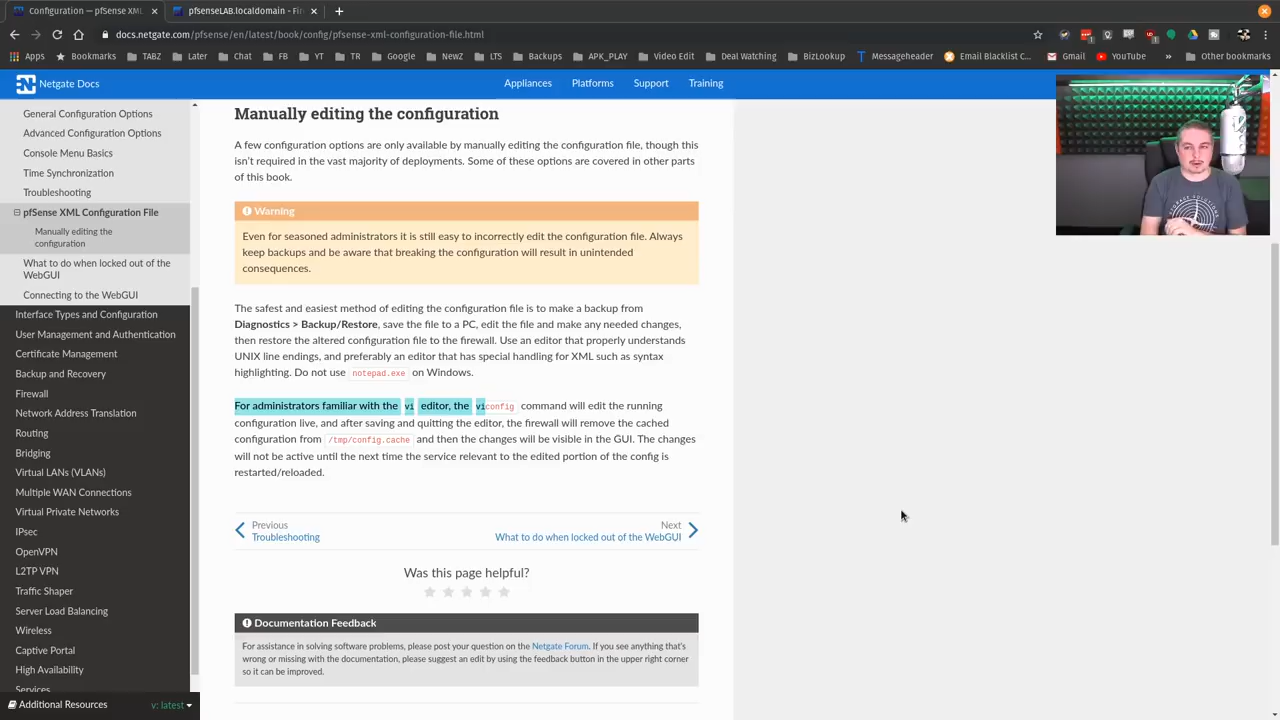 Configuration — pfSense XM
pfsenseLAB.localdomain - Fire
docs.netgate.com/pfsense/en/latest/book/config/pfsense-xml-configuration-file.html
Apps
Bookmarks
TABZ
Later
Chat
FB
YT
TR
Google
NewZ
LTS
Backups
APK_PLAY
Video Edit
Deal Watching
BizLookup
Messageheader
Email Blacklist C…
Gmail
YouTube
»
Other bookmarks
Netgate Docs
Appliances
Platforms
Support
Training
General Configuration Options
Advanced Configuration Options
Console Menu Basics
Time Synchronization
Troubleshooting
pfSense XML Configuration File
Manually editing the
configuration
What to do when locked out of the
WebGUI
Connecting to the WebGUI
Interface Types and Configuration
User Management and Authentication
Certificate Management
Backup and Recovery
Firewall
Network Address Translation
Routing
Bridging
Virtual LANs (VLANs)
Multiple WAN Connections
Virtual Private Networks
IPsec
OpenVPN
L2TP VPN
Traffic Shaper
Server Load Balancing
Wireless
Captive Portal
High Availability
Services
Additional Resources
v: latest
Manually editing the configuration
A few configuration options are only available by manually editing the configuration file, though this
isn't required in the vast majority of deployments. Some of these options are covered in other parts
of this book.
Warning
Even for seasoned administrators it is still easy to incorrectly edit the configuration file. Always
keep backups and be aware that breaking the configuration will result in unintended
consequences.
The safest and easiest method of editing the configuration file is to make a backup from
Diagnostics > Backup/Restore, save the file to a PC, edit the file and make any needed changes,
then restore the altered configuration file to the firewall. Use an editor that properly understands
UNIX line endings, and preferably an editor that has special handling for XML such as syntax
highlighting. Do not use notepad.exe on Windows.
For administrators familiar with the vi editor, the viconfig command will edit the running
configuration live, and after saving and quitting the editor, the firewall will remove the cached
configuration from /tmp/config.cache and then the changes will be visible in the GUI. The changes
will not be active until the next time the service relevant to the edited portion of the config is
restarted/reloaded.
Previous
Troubleshooting
Next
What to do when locked out of the WebGUI
Was this page helpful?
Documentation Feedback
For assistance in solving software problems, please post your question on the Netgate Forum. If you see anything that's
wrong or missing with the documentation, please suggest an edit by using the feedback button in the upper right corner
so it can be improved.